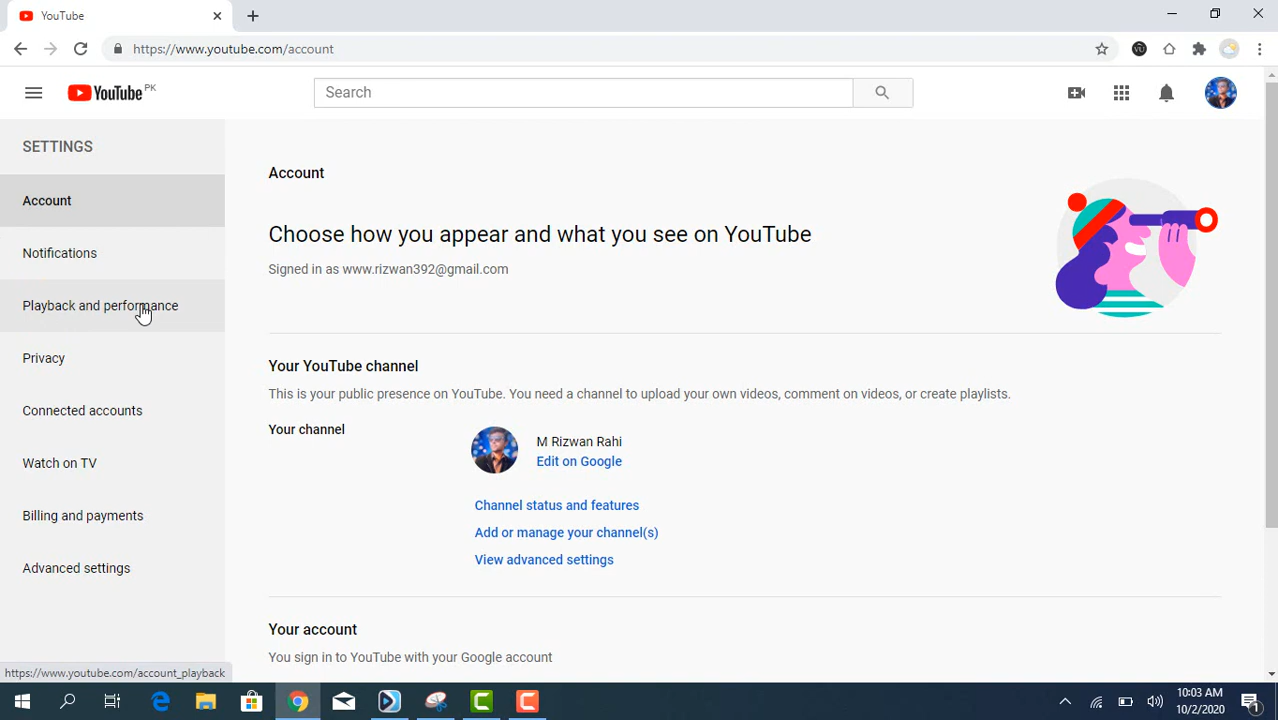 YouTube
https://www.youtube.com/account
YouTube PK
Search
SETTINGS
Account
Notifications
Playback and performance
Privacy
Connected accounts
Watch on TV
Billing and payments
Advanced settings
Account
Choose how you appear and what you see on YouTube
Signed in as www.rizwan392@gmail.com
Your YouTube channel
This is your public presence on YouTube. You need a channel to upload your own videos, comment on videos, or create playlists.
Your channel
M Rizwan Rahi
Edit on Google
Channel status and features
Add or manage your channel(s)
View advanced settings
Your account
You sign in to YouTube with your Google account
https://www.youtube.com/account_playback
10:03 AM
10/2/2020
1